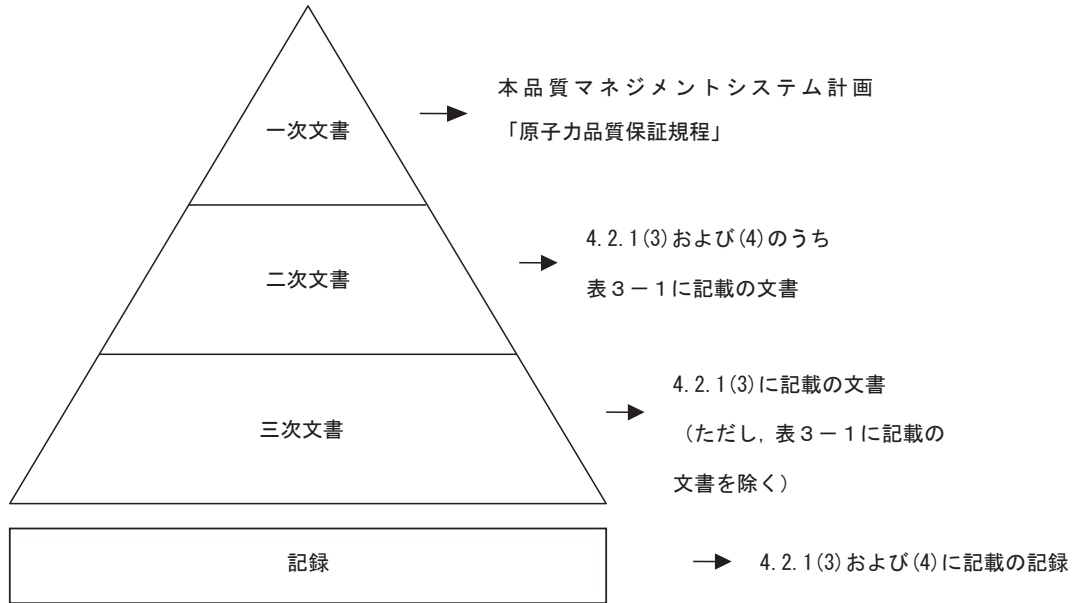 本品質マネジメントシステム計画
一次文書
「原子力品質保証規程」
4.2.1(3)および(4)のうち
二次文書
表3－1に記載の文書
4.2.1(3)に記載の文書
三次文書
（ただし，表3－1に記載の
文書を除く）
記録
4.2.1(3)および(4)に記載の記録